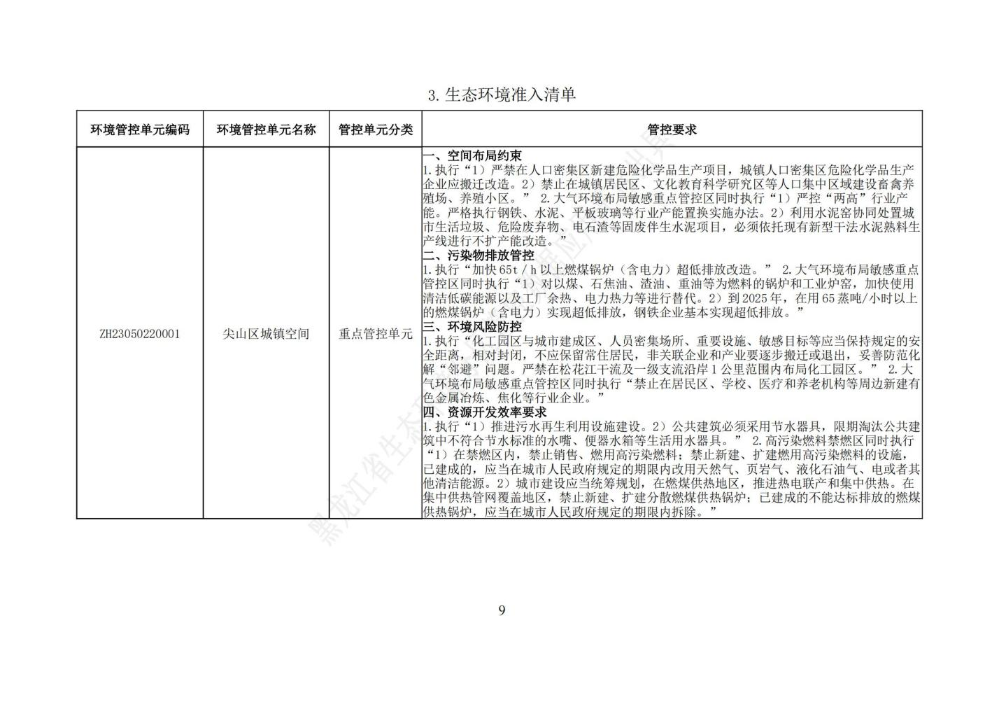 3.生态环境准入清单
环境管控单元编码 环境管控单元名称 管控单元分类 管控要求
ZH23050220001 尖山区城镇空间 重点管控单元
一、空间布局约束
1.执行“1）严禁在人口密集区新建危险化学品生产项目，城镇人口密集区危险化学品生产
企业应搬迁改造。2）禁止在城镇居民区、文化教育科学研究区等人口集中区域建设畜禽养
殖场、养殖小区。” 2.大气环境布局敏感重点管控区同时执行“1）严控“两高”行业产
能。严格执行钢铁、水泥、平板玻璃等行业产能置换实施办法。2）利用水泥窑协同处置城
市生活垃圾、危险废弃物、电石渣等固废伴生水泥项目，必须依托现有新型干法水泥熟料生
产线进行不扩产能改造。”
二、污染物排放管控
1.执行“加快65t/h以上燃煤锅炉（含电力）超低排放改造。” 2.大气环境布局敏感重点
管控区同时执行“1）对以煤、石焦油、渣油、重油等为燃料的锅炉和工业炉窑，加快使用
清洁低碳能源以及工厂余热、电力热力等进行替代。2）到2025年，在用65蒸吨/小时以上
的燃煤锅炉（含电力）实现超低排放，钢铁企业基本实现超低排放。”
三、环境风险防控
1.执行“化工园区与城市建成区、人员密集场所、重要设施、敏感目标等应当保持规定的安
全距离，相对封闭，不应保留常住居民，非关联企业和产业要逐步搬迁或退出，妥善防范化
解“邻避”问题。严禁在松花江干流及一级支流沿岸1公里范围内布局化工园区。” 2.大
气环境布局敏感重点管控区同时执行“禁止在居民区、学校、医疗和养老机构等周边新建有
色金属冶炼、焦化等行业企业。”
四、资源开发效率要求
1.执行“1）推进污水再生利用设施建设。2）公共建筑必须采用节水器具，限期淘汰公共建
筑中不符合节水标准的水嘴、便器水箱等生活用水器具。” 2.高污染燃料禁燃区同时执行
“1）在禁燃区内，禁止销售、燃用高污染燃料；禁止新建、扩建燃用高污染燃料的设施，
已建成的，应当在城市人民政府规定的期限内改用天然气、页岩气、液化石油气、电或者其
他清洁能源。2）城市建设应当统筹规划，在燃煤供热地区，推进热电联产和集中供热。在
集中供热管网覆盖地区，禁止新建、扩建分散燃煤供热锅炉；已建成的不能达标排放的燃煤
供热锅炉，应当在城市人民政府规定的期限内拆除。”
黑龙江省生态环
9